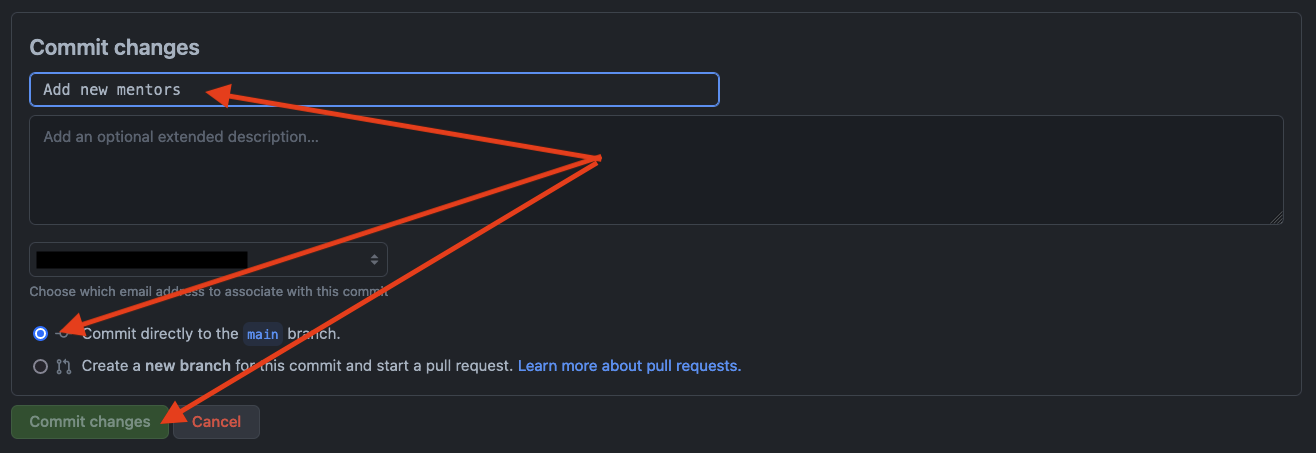 Commit changes
Add new mentors
Add an optional extended description...
Choose which email address to associate with this commit
Commit directly to the main branch.
Create a new branch for this commit and start a pull request. Learn more about pull requests.
Commit changes Cancel